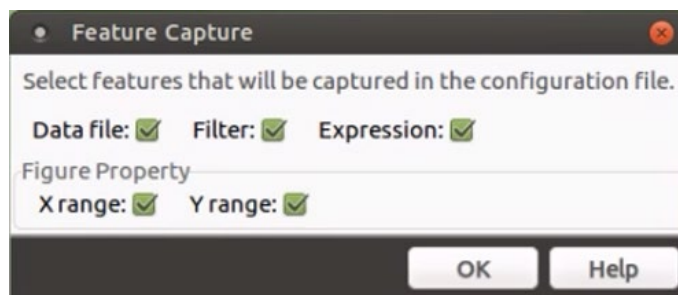 Feature Capture
Select features that will be captured in the configuration file.
Data file: Filter: Expression:
Figure Property
X range: Y range:
OK Help